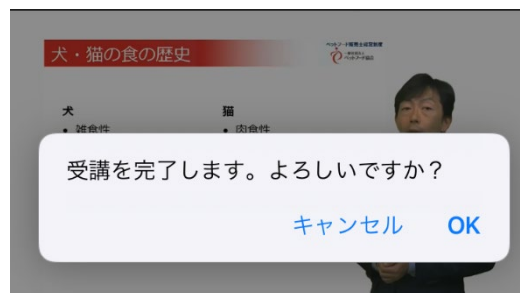 犬・猫の食の歴史
犬
猫
• 雑食性
• 肉食性
受講を完了します。よろしいですか？
キャンセル
OK